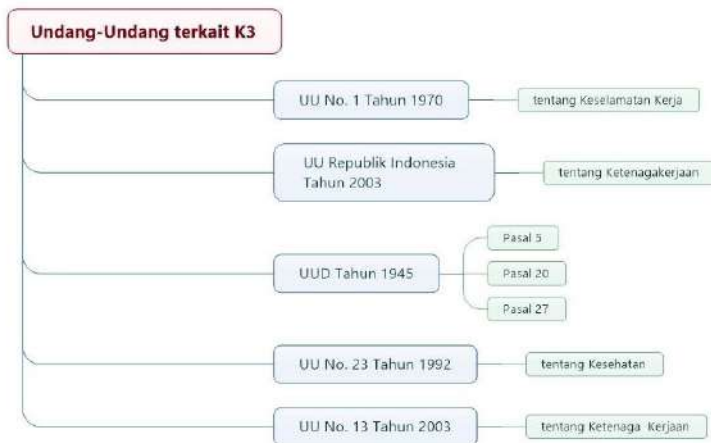 Undang-Undang terkait K3
UU No. 1 Tahun 1970
tentang Keselamatan Kerja
UU Republik Indonesia
Tahun 2003
tentang Ketenagakerjaan
UUD Tahun 1945
Pasal 5
Pasal 20
Pasal 27
UU No. 23 Tahun 1992
tentang Kesehatan
UU No. 13 Tahun 2003
tentang Ketenaga Kerjaan